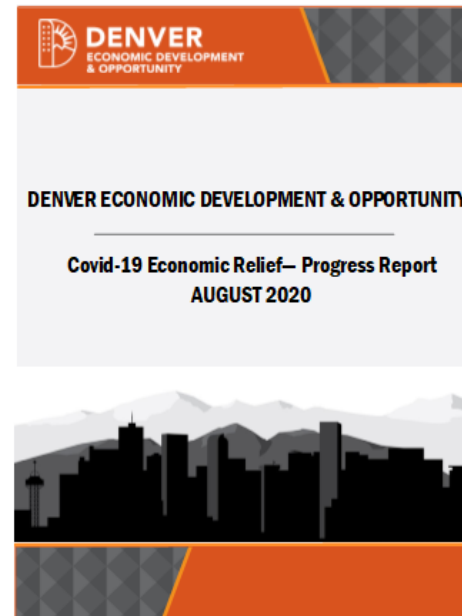 DENVER
ECONOMIC DEVELOPMENT
& OPPORTUNITY
DENVER ECONOMIC DEVELOPMENT & OPPORTUNITY
Covid-19 Economic Relief— Progress Report
AUGUST 2020